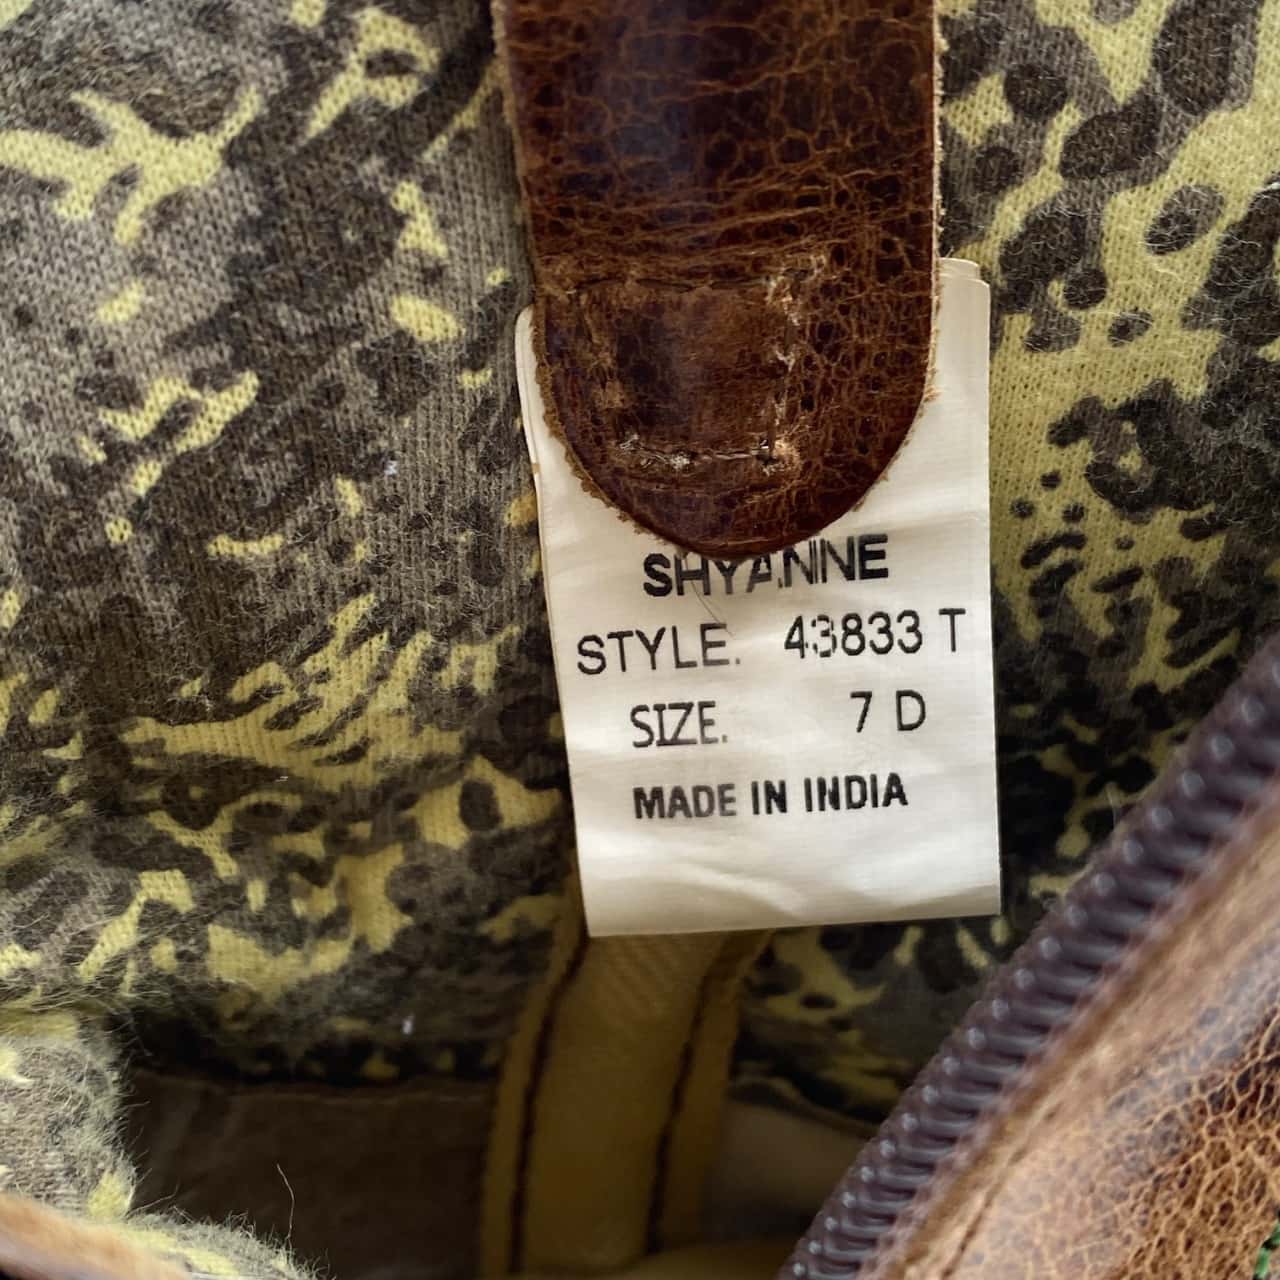 SHYANNE
STYLE. 43833 T
SIZE. 7 D
MADE IN INDIA